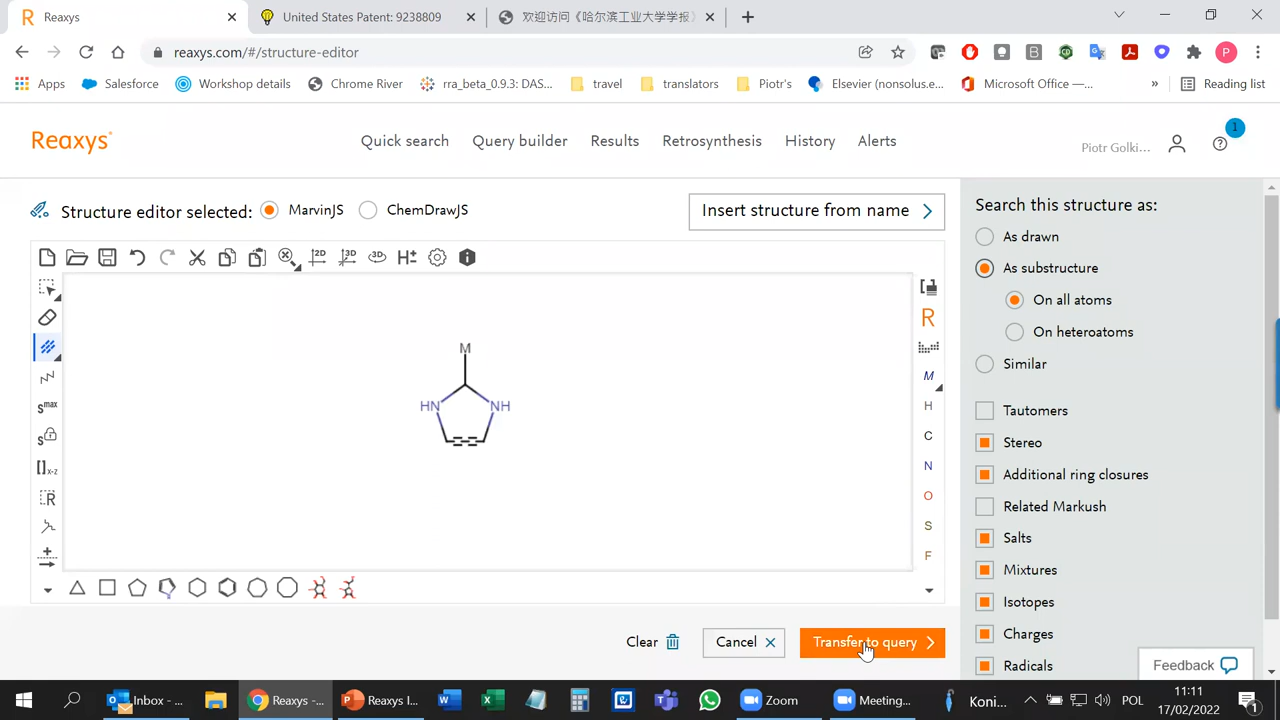 Reaxys
United States Patent: 9238809
欢迎访问《哈尔滨工业大学学报》
reaxys.com/#/structure-editor
P
Apps
Salesforce
Workshop details
Chrome River
rra_beta_0.9.3: DAS...
travel
translators
Piotr's
Elsevier (nonsolus.e...
Microsoft Office —...
»
Reading list
Reaxys
Quick search
Query builder
Results
Retrosynthesis
History
Alerts
Piotr Golki...
1
Structure editor selected:
MarvinJS
ChemDrawJS
Insert structure from name
2D
3D
3D
H±
M
HN
NH
S max
S
[]x-z
R
R
M
H
C
N
O
S
F
Clear
Cancel
Transfer to query
Search this structure as:
As drawn
As substructure
On all atoms
On heteroatoms
Similar
Tautomers
Stereo
Additional ring closures
Related Markush
Salts
Mixtures
Isotopes
Charges
Radicals
Feedback
Inbox - ...
Reaxys -...
Reaxys I...
Zoom
Meeting...
Koni...
POL
11:11
17/02/2022
1